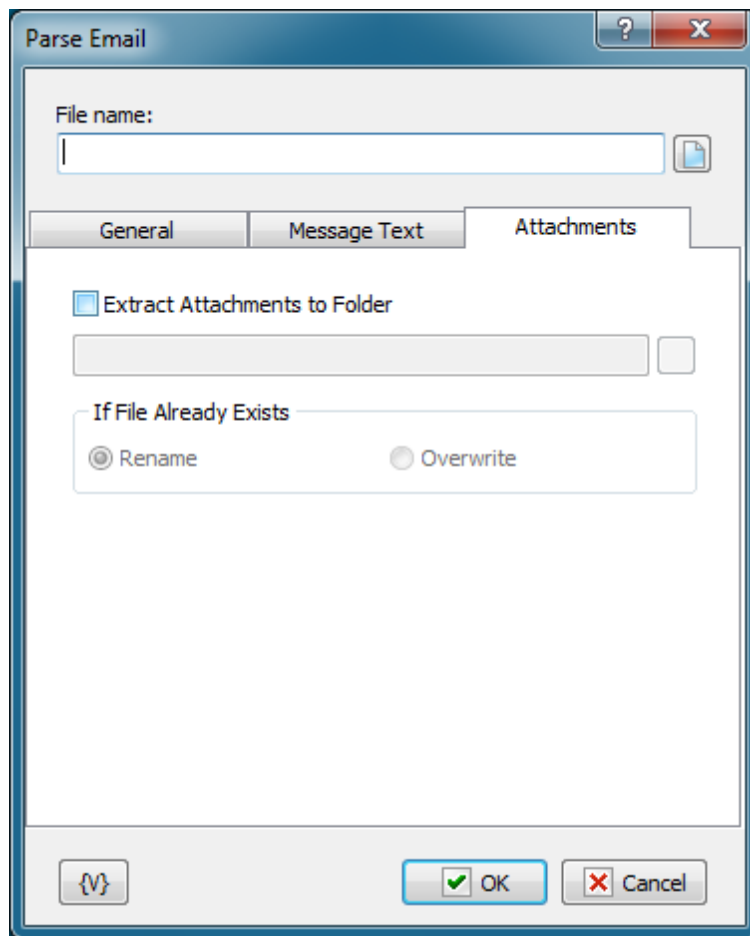 Parse Email
?
File name:
General Message Text Attachments
Extract Attachments to Folder
If File Already Exists
Rename Overwrite
{V} OK Cancel